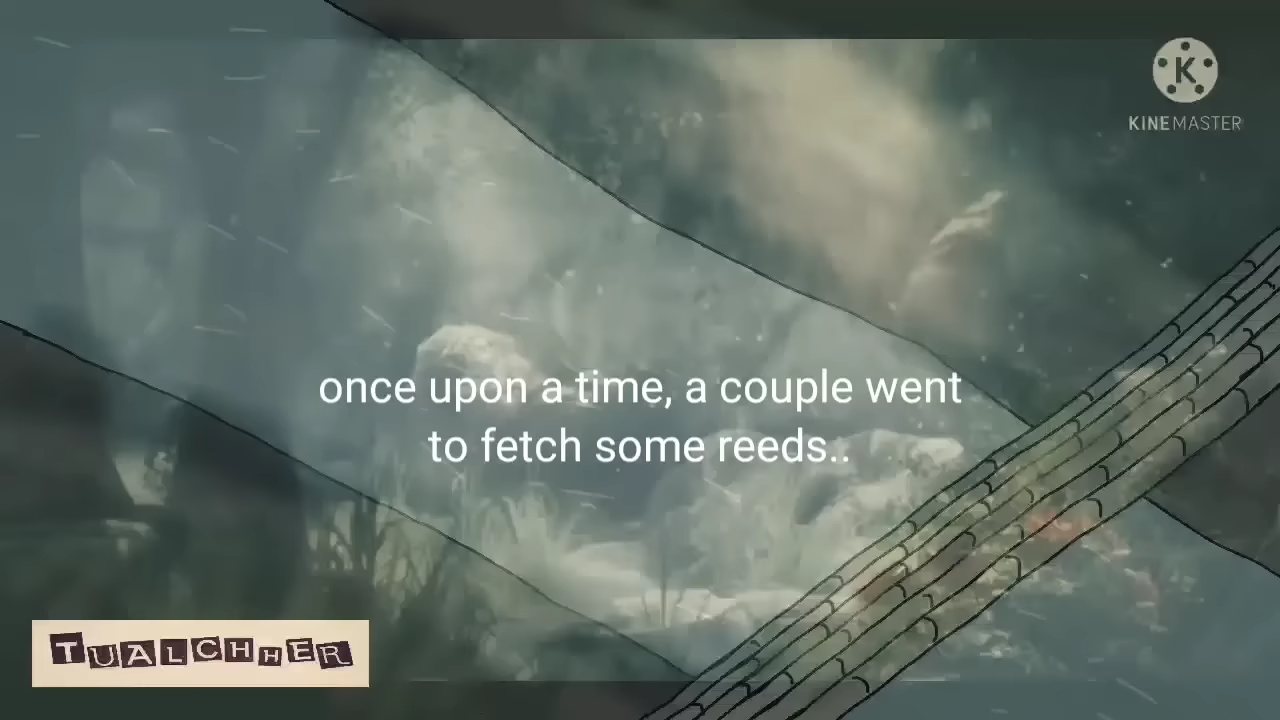 K
KINEMASTER
once upon a time, a couple went
to fetch some reeds..
TUALCHHER